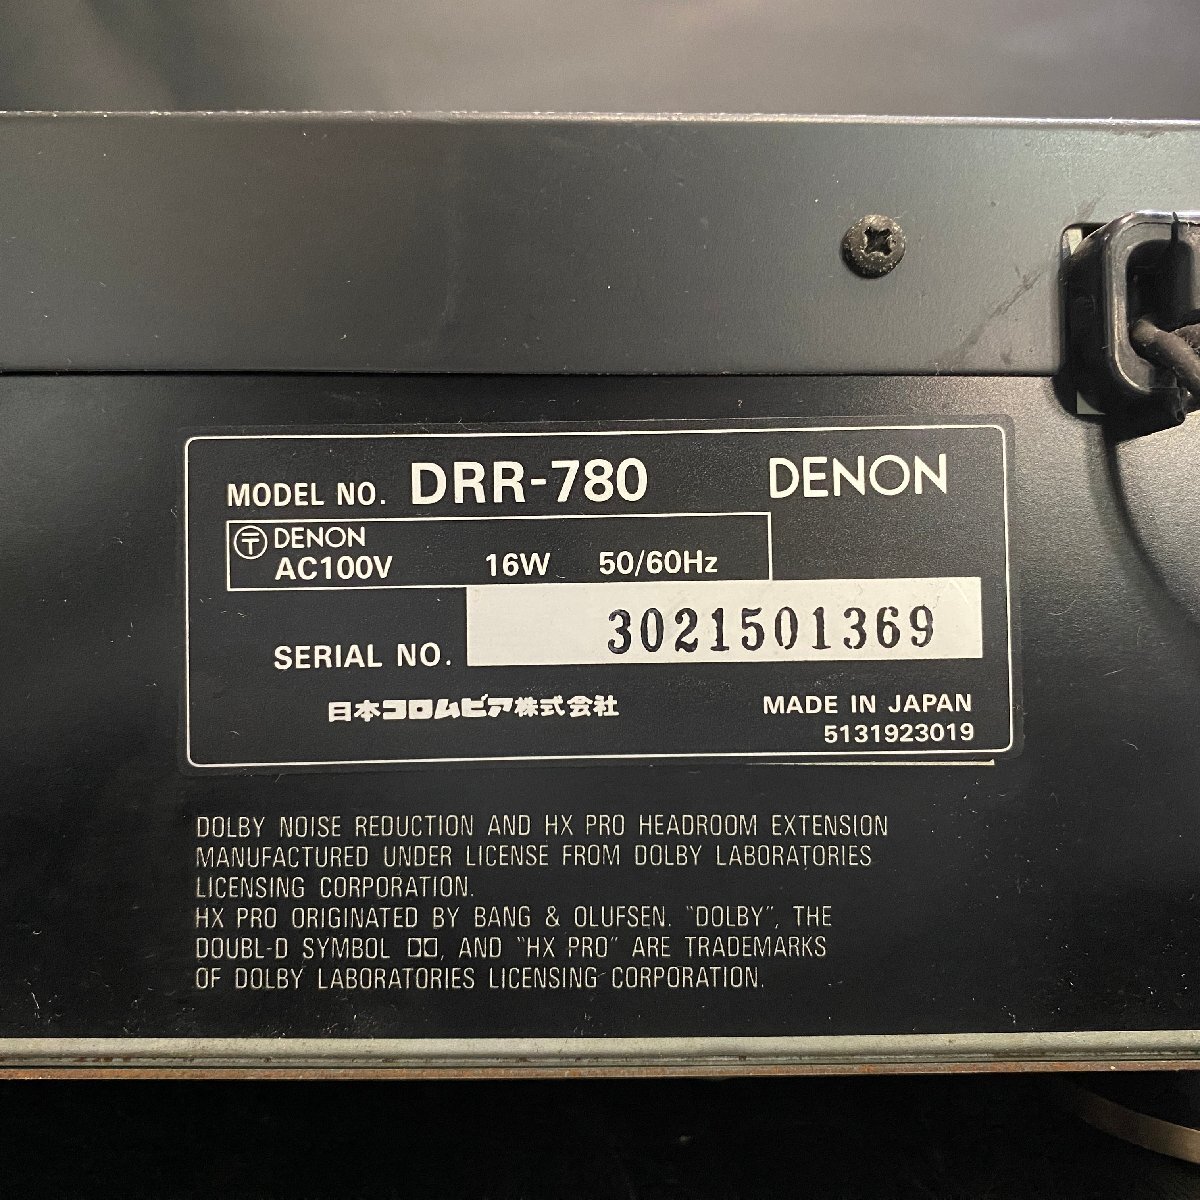 MODEL NO. DRR-780 DENON
〒 DENON
AC100V 16W 50/60Hz
SERIAL NO. 3021501369
日本コロムビア株式会社 MADE IN JAPAN
5131923019
DOLBY NOISE REDUCTION AND HX PRO HEADROOM EXTENSION
MANUFACTURED UNDER LICENSE FROM DOLBY LABORATORIES
LICENSING CORPORATION.
HX PRO ORIGINATED BY BANG & OLUFSEN. "DOLBY", THE
DOUBL-D SYMBOL, AND "HX PRO" ARE TRADEMARKS
OF DOLBY LABORATORIES LICENSING CORPORATION.